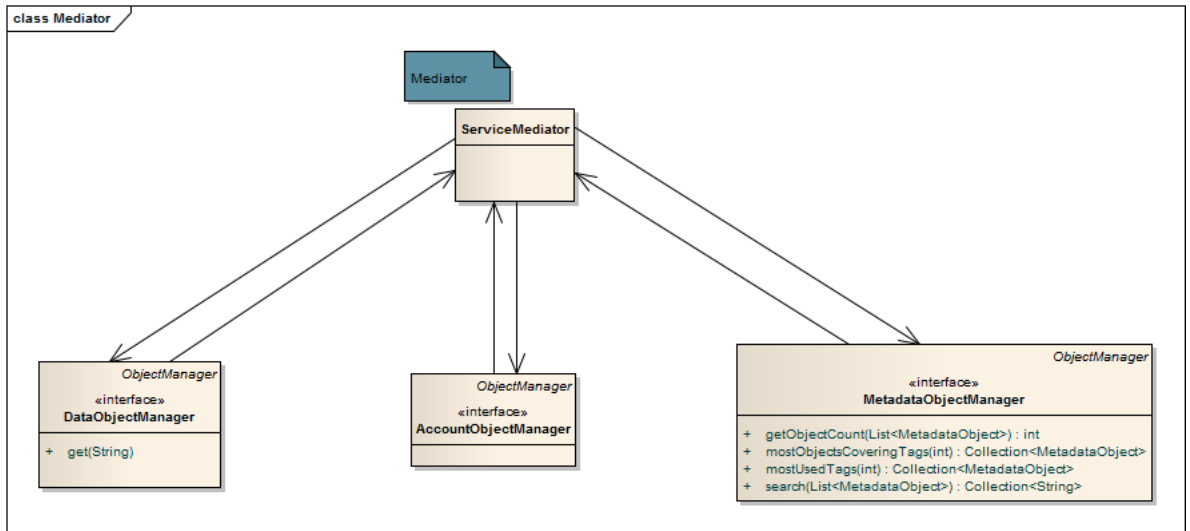 class Mediator
Mediator
ServiceMediator
ObjectManager
«interface»
DataObjectManager
+ get(String)
ObjectManager
«interface»
AccountObjectManager
ObjectManager
«interface»
MetadataObjectManager
+ getObjectCount(List<MetadataObject>) : int
+ mostObjectsCoveringTags(int) : Collection<MetadataObject>
+ mostUsedTags(int) : Collection<MetadataObject>
+ search(List<MetadataObject>) : Collection<String>